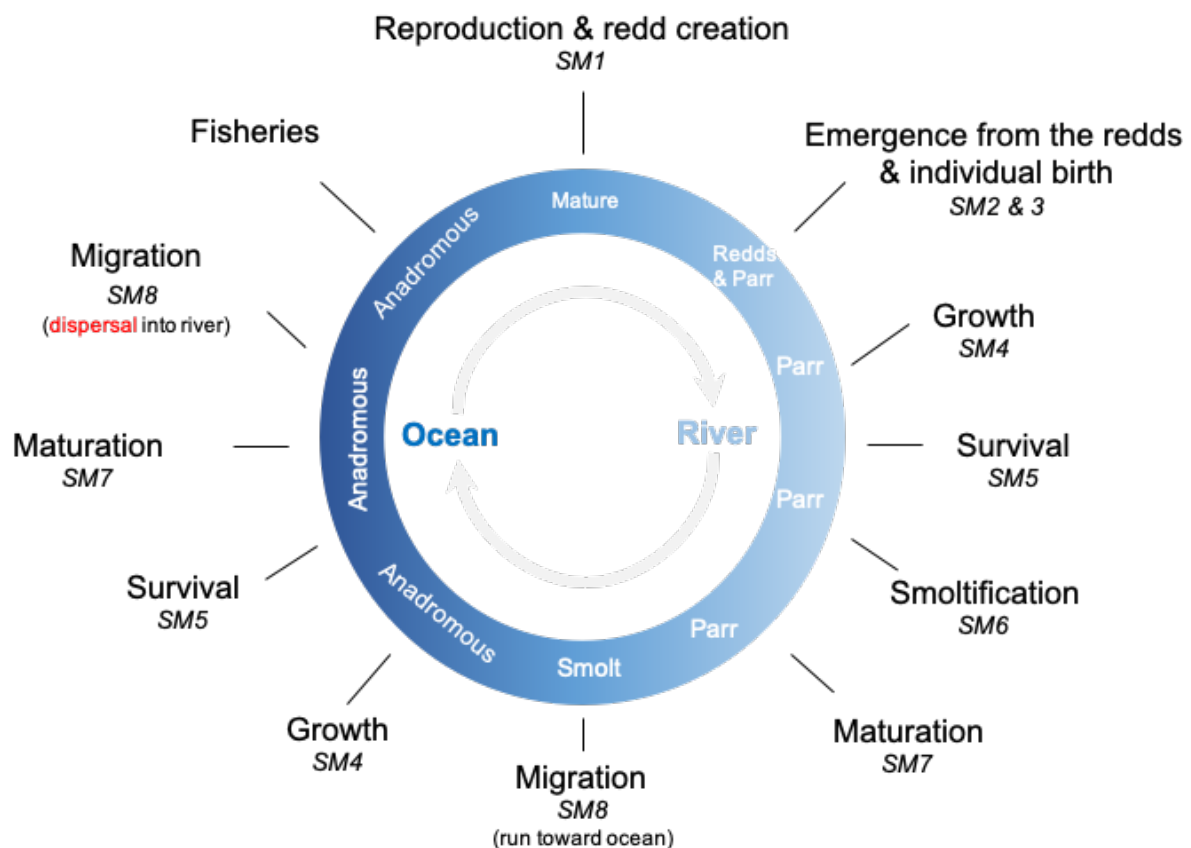 Reproduction & redd creation
SM1
Fisheries
Emergence from the redds
& individual birth
SM2 & 3
Mature
Redds
& Parr
Anadromous
Migration
SM8
(dispersal into river)
Growth
SM4
Parr
Anadromous
Ocean
River
Maturation
SM7
Survival
SM5
Parr
Survival
SM5
Smoltification
SM6
Anadromous
Parr
Smolt
Growth
SM4
Maturation
SM7
Migration
SM8
(run toward ocean)